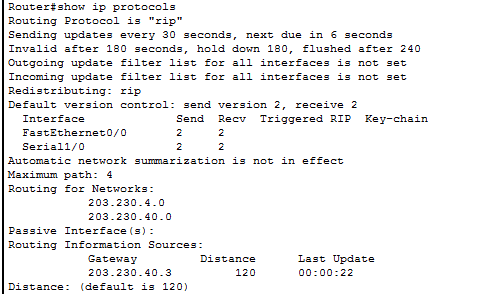 Router#show ip protocols
Routing Protocol is "rip"
Sending updates every 30 seconds, next due in 6 seconds
Invalid after 180 seconds, hold down 180, flushed after 240
Outgoing update filter list for all interfaces is not set
Incoming update filter list for all interfaces is not set
Redistributing: rip
Default version control: send version 2, receive 2
  Interface             Send  Recv  Triggered RIP  Key-chain
  FastEthernet0/0       2     2
  Serial1/0             2     2
Automatic network summarization is not in effect
Maximum path: 4
Routing for Networks:
            203.230.4.0
            203.230.40.0
Passive Interface(s):
Routing Information Sources:
            Gateway         Distance      Last Update
            203.230.40.3         120      00:00:22
Distance: (default is 120)